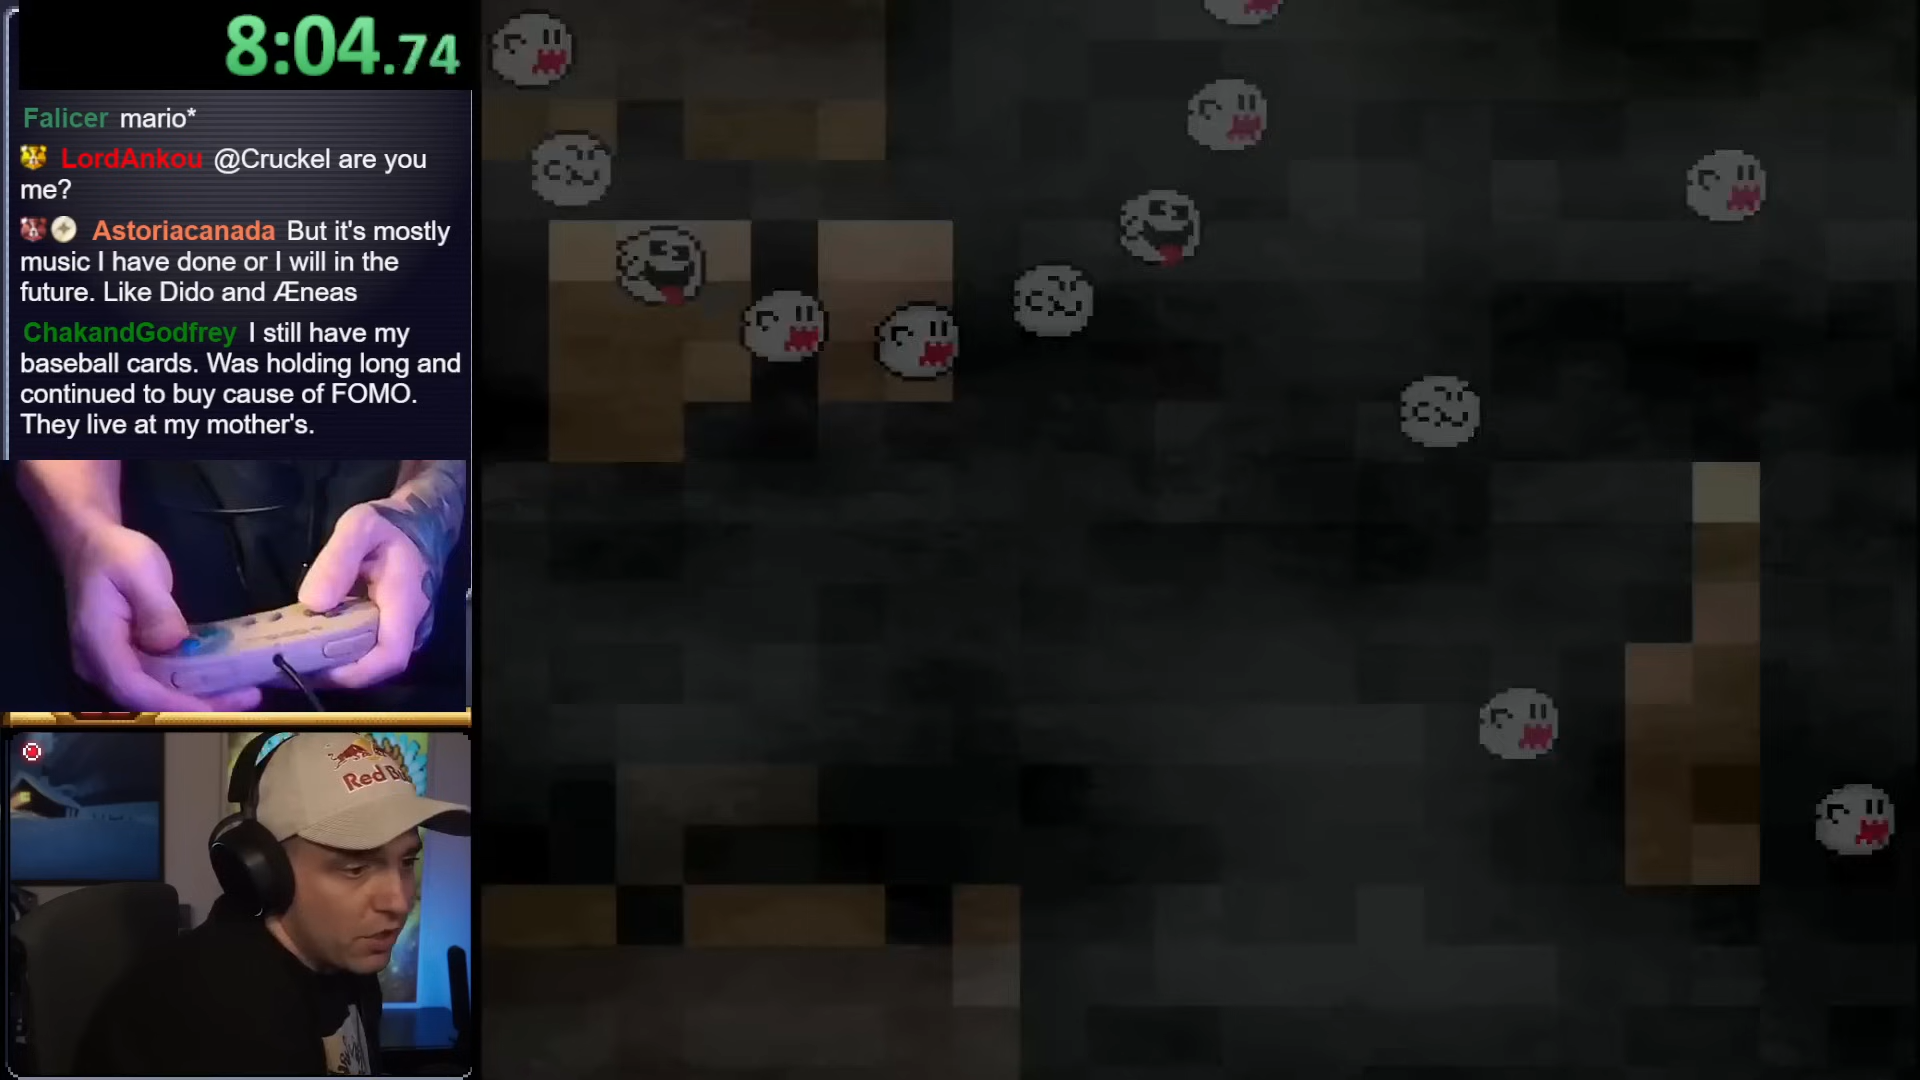 8:04.74
Falicer mario*
LordAnkou @Cruckel are you
me?
Astoriacanada But it's mostly
music I have done or I will in the
future. Like Dido and Æneas
ChakandGodfrey I still have my
baseball cards. Was holding long and
continued to buy cause of FOMO.
They live at my mother's.
Red Bull